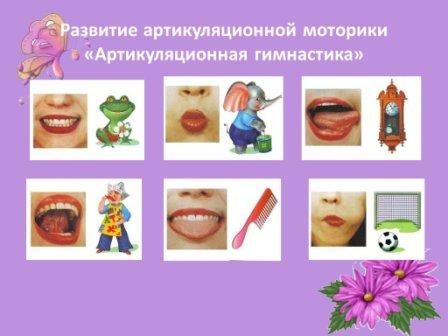 Развитие артикуляционной моторики
«Артикуляционная гимнастика»